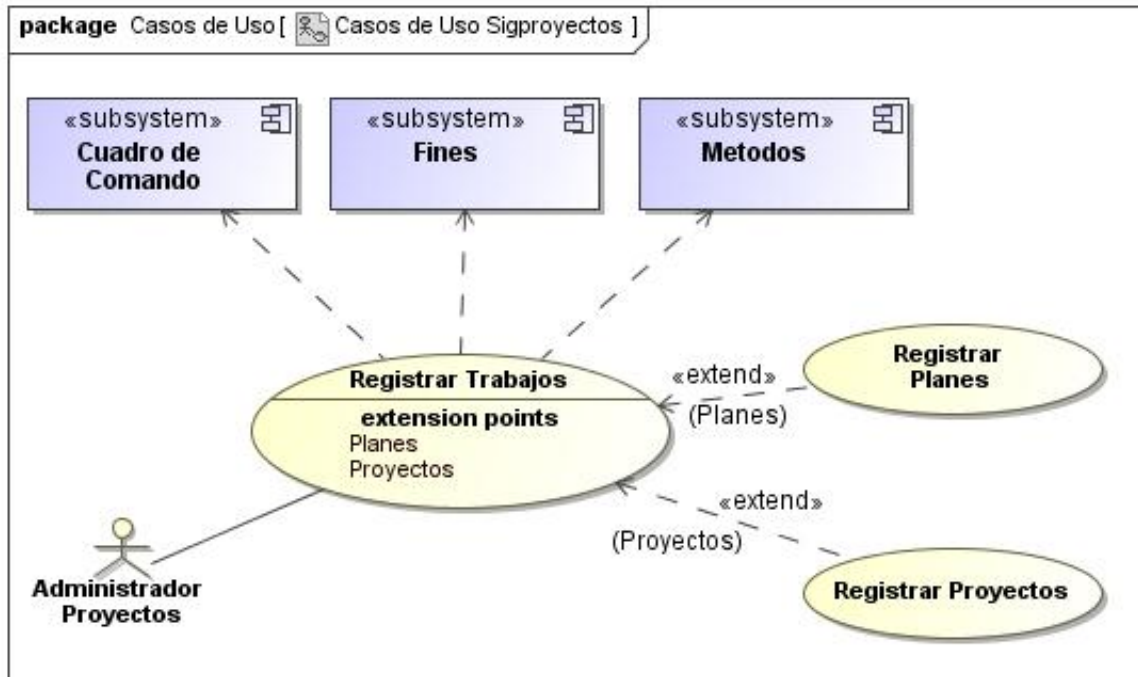 package Casos de Uso [ Casos de Uso Sigproyectos ]
«subsystem»
Cuadro de
Comando
«subsystem»
Fines
«subsystem»
Metodos
Registrar Trabajos
extension points
Planes
Proyectos
«extend»
(Planes)
Registrar
Planes
«extend»
(Proyectos)
Registrar Proyectos
Administrador
Proyectos